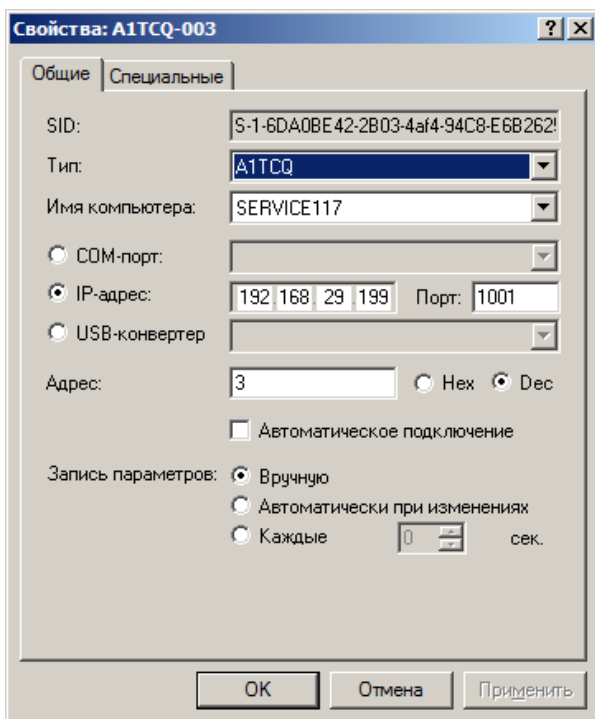 Свойства: A1TCQ-003
Общие Специальные
SID: S-1-6DA0BE42-2B03-4af4-94C8-E6B262
Тип: A1TCQ
Имя компьютера: SERVICE117
COM-порт:
IP-адрес: 192.168.29.199 Порт: 1001
USB-конвертер
Адрес: 3 Hex Dec
Автоматическое подключение
Запись параметров: Вручную
Автоматически при изменениях
Каждые 0 сек.
OK Отмена Применить